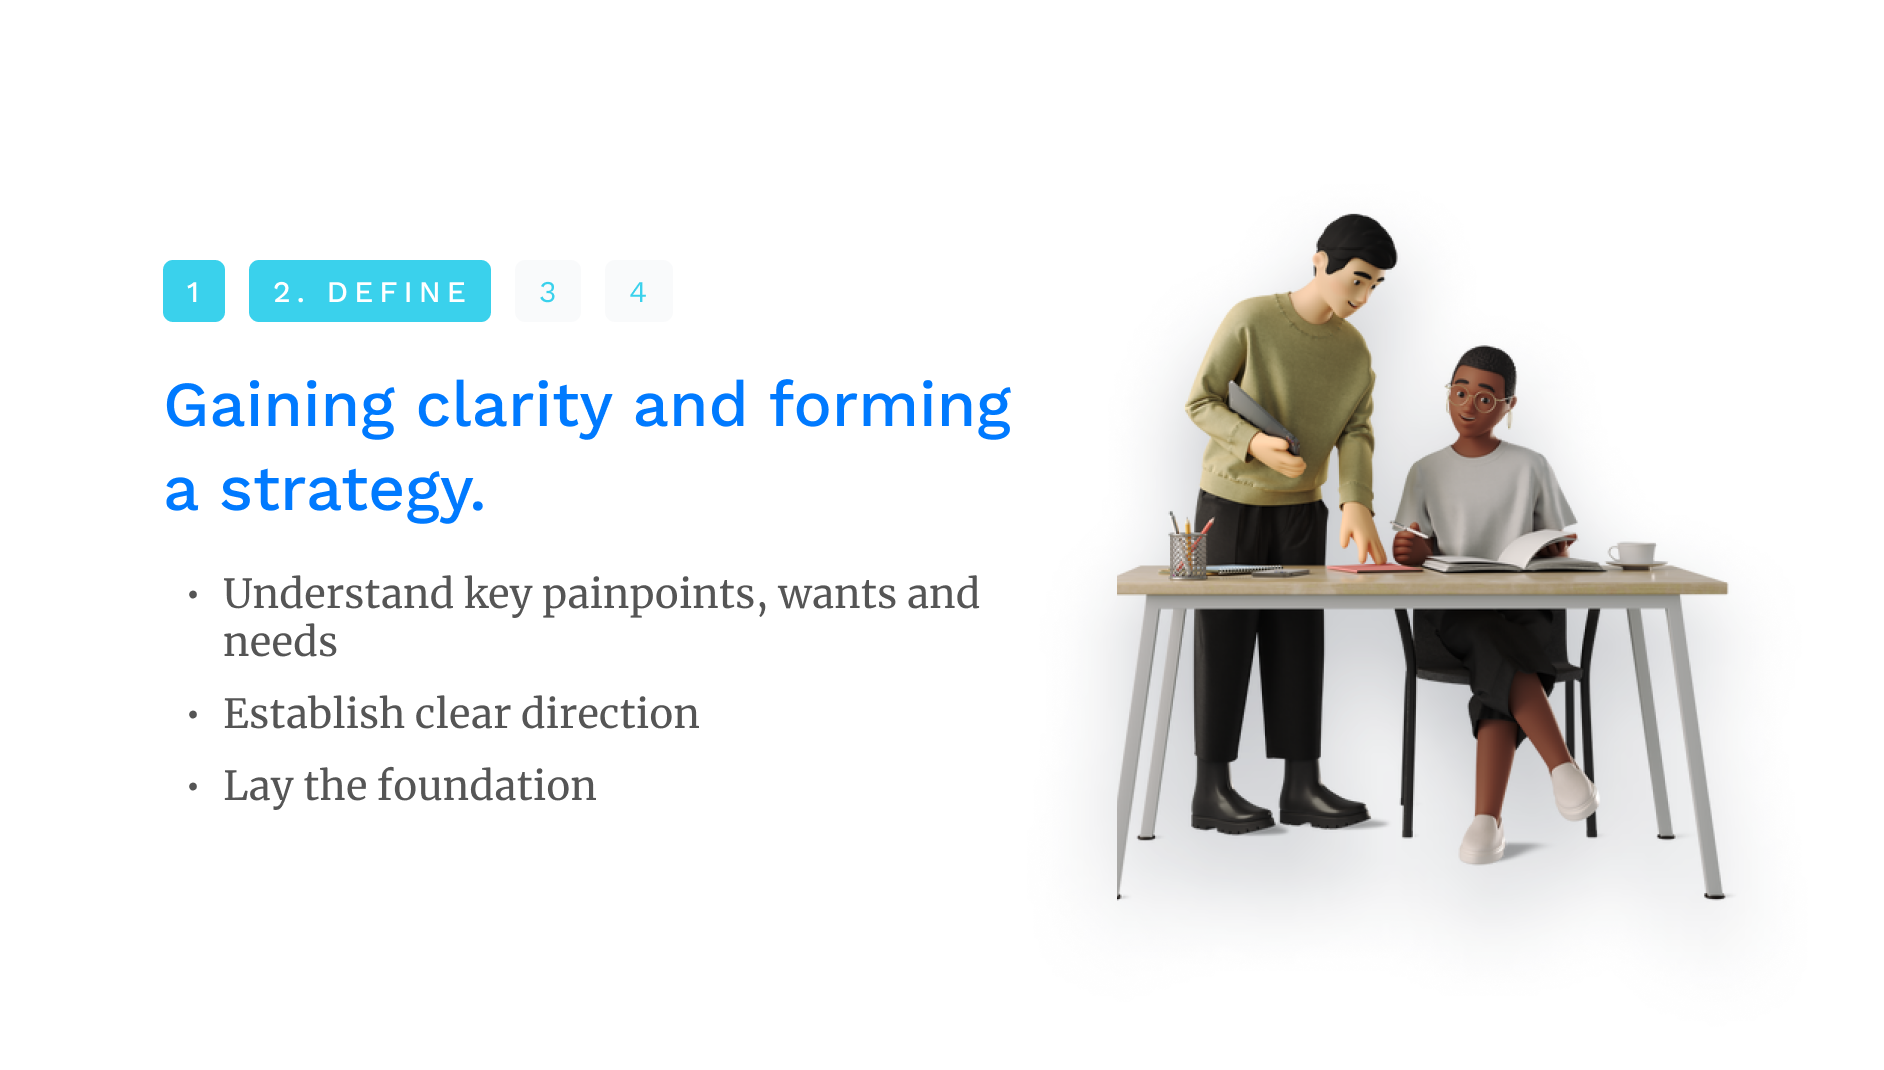 1
2. DEFINE
3
4
Gaining clarity and forming
a strategy.
• Understand key painpoints, wants and
needs
• Establish clear direction
• Lay the foundation